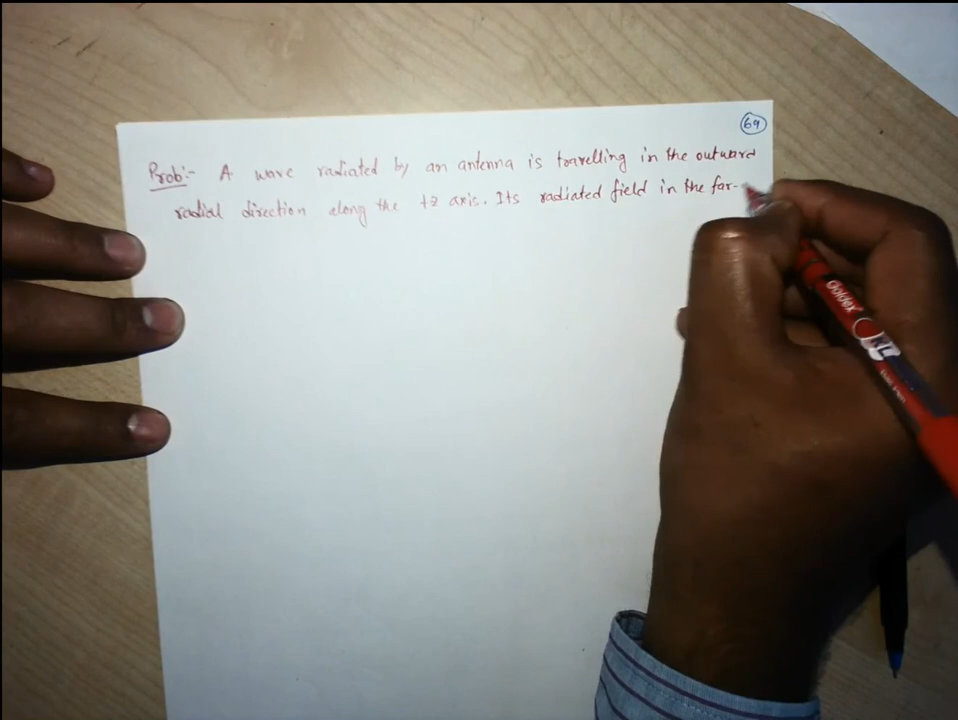 69
Prob:- A wave radiated by an antenna is travelling in the outward
radial direction along the +z axis. Its radiated field in the far-
Goldex